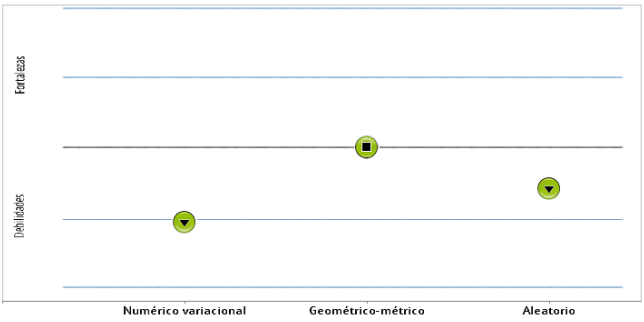 Fortalezas
Debilidades
Numérico variacional Geométrico-métrico Aleatorio